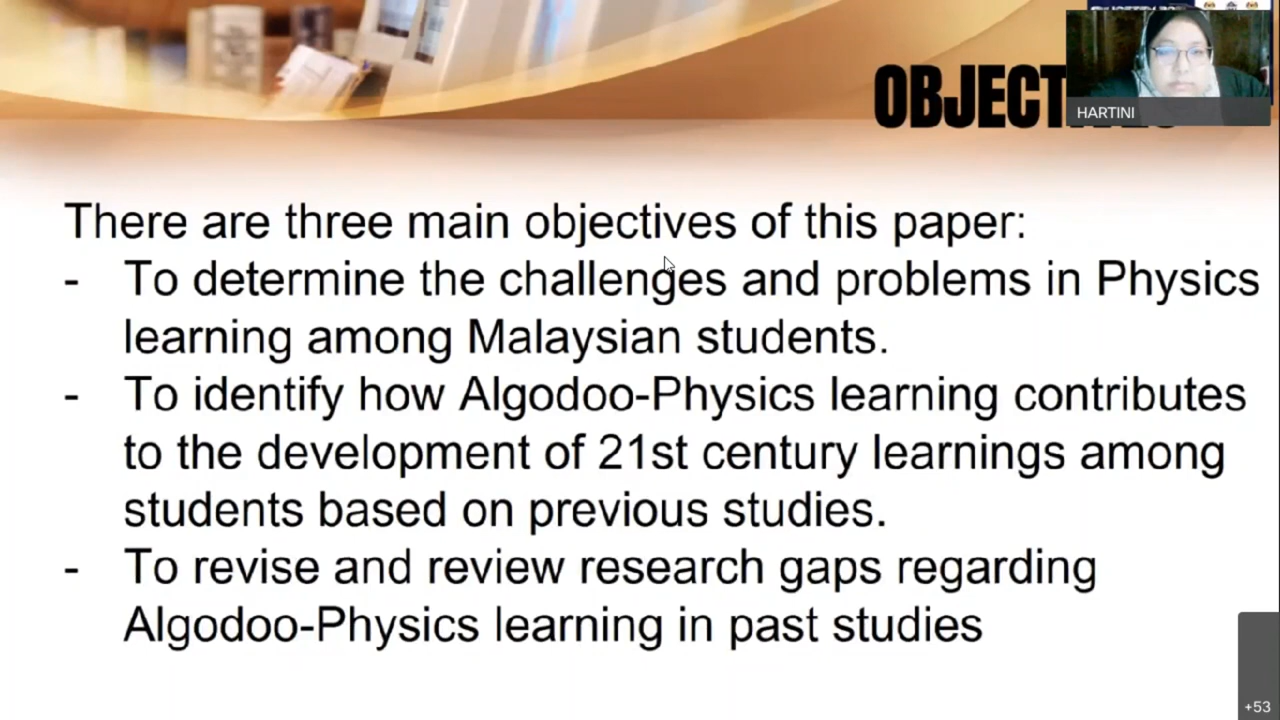 HARTINI
There are three main objectives of this paper:
- To determine the challenges and problems in Physics
learning among Malaysian students.
- To identify how Algodoo-Physics learning contributes
to the development of 21st century learnings among
students based on previous studies.
- To revise and review research gaps regarding
Algodoo-Physics learning in past studies
+53